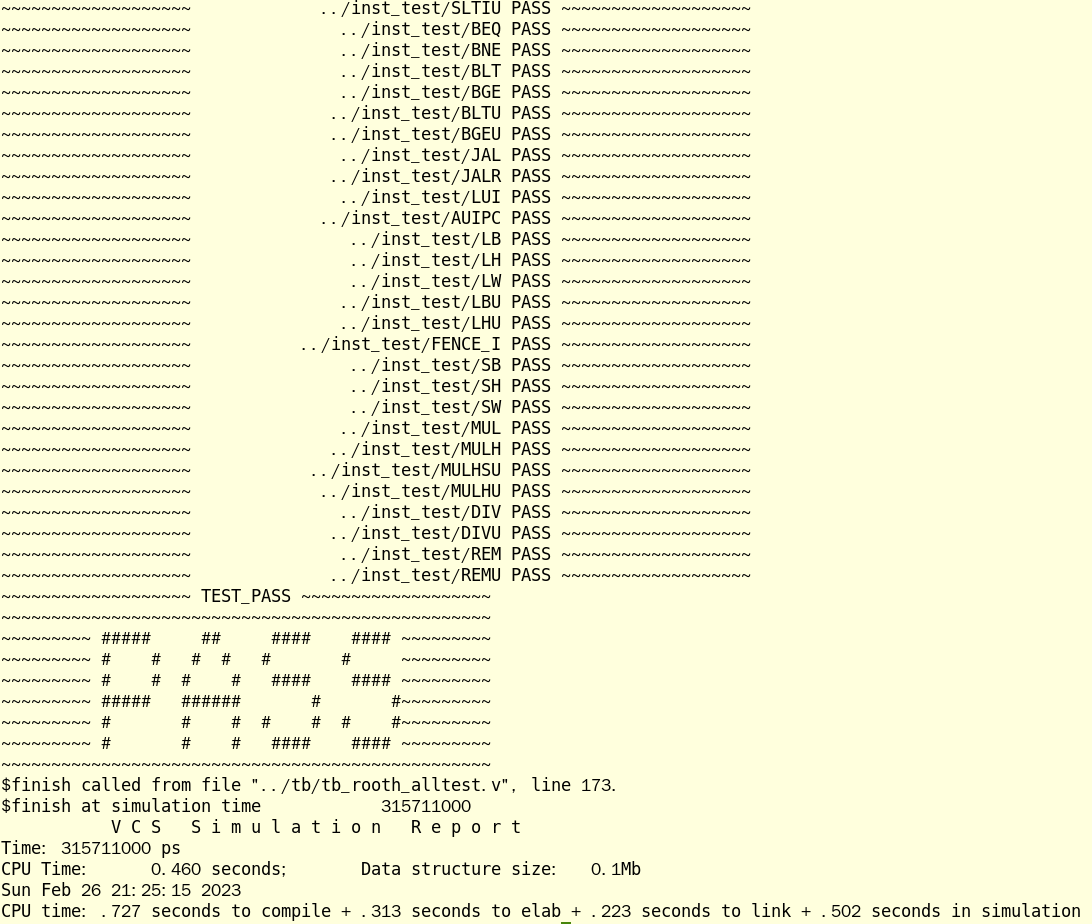 ~~~~~~~~~~~~~~~~~~~             ../inst_test/SLTIU PASS ~~~~~~~~~~~~~~~~~~~
~~~~~~~~~~~~~~~~~~~               ../inst_test/BEQ PASS ~~~~~~~~~~~~~~~~~~~
~~~~~~~~~~~~~~~~~~~               ../inst_test/BNE PASS ~~~~~~~~~~~~~~~~~~~
~~~~~~~~~~~~~~~~~~~               ../inst_test/BLT PASS ~~~~~~~~~~~~~~~~~~~
~~~~~~~~~~~~~~~~~~~               ../inst_test/BGE PASS ~~~~~~~~~~~~~~~~~~~
~~~~~~~~~~~~~~~~~~~              ../inst_test/BLTU PASS ~~~~~~~~~~~~~~~~~~~
~~~~~~~~~~~~~~~~~~~              ../inst_test/BGEU PASS ~~~~~~~~~~~~~~~~~~~
~~~~~~~~~~~~~~~~~~~               ../inst_test/JAL PASS ~~~~~~~~~~~~~~~~~~~
~~~~~~~~~~~~~~~~~~~              ../inst_test/JALR PASS ~~~~~~~~~~~~~~~~~~~
~~~~~~~~~~~~~~~~~~~               ../inst_test/LUI PASS ~~~~~~~~~~~~~~~~~~~
~~~~~~~~~~~~~~~~~~~             ../inst_test/AUIPC PASS ~~~~~~~~~~~~~~~~~~~
~~~~~~~~~~~~~~~~~~~                ../inst_test/LB PASS ~~~~~~~~~~~~~~~~~~~
~~~~~~~~~~~~~~~~~~~                ../inst_test/LH PASS ~~~~~~~~~~~~~~~~~~~
~~~~~~~~~~~~~~~~~~~                ../inst_test/LW PASS ~~~~~~~~~~~~~~~~~~~
~~~~~~~~~~~~~~~~~~~               ../inst_test/LBU PASS ~~~~~~~~~~~~~~~~~~~
~~~~~~~~~~~~~~~~~~~               ../inst_test/LHU PASS ~~~~~~~~~~~~~~~~~~~
~~~~~~~~~~~~~~~~~~~           ../inst_test/FENCE_I PASS ~~~~~~~~~~~~~~~~~~~
~~~~~~~~~~~~~~~~~~~                ../inst_test/SB PASS ~~~~~~~~~~~~~~~~~~~
~~~~~~~~~~~~~~~~~~~                ../inst_test/SH PASS ~~~~~~~~~~~~~~~~~~~
~~~~~~~~~~~~~~~~~~~                ../inst_test/SW PASS ~~~~~~~~~~~~~~~~~~~
~~~~~~~~~~~~~~~~~~~               ../inst_test/MUL PASS ~~~~~~~~~~~~~~~~~~~
~~~~~~~~~~~~~~~~~~~              ../inst_test/MULH PASS ~~~~~~~~~~~~~~~~~~~
~~~~~~~~~~~~~~~~~~~            ../inst_test/MULHSU PASS ~~~~~~~~~~~~~~~~~~~
~~~~~~~~~~~~~~~~~~~             ../inst_test/MULHU PASS ~~~~~~~~~~~~~~~~~~~
~~~~~~~~~~~~~~~~~~~               ../inst_test/DIV PASS ~~~~~~~~~~~~~~~~~~~
~~~~~~~~~~~~~~~~~~~              ../inst_test/DIVU PASS ~~~~~~~~~~~~~~~~~~~
~~~~~~~~~~~~~~~~~~~               ../inst_test/REM PASS ~~~~~~~~~~~~~~~~~~~
~~~~~~~~~~~~~~~~~~~              ../inst_test/REMU PASS ~~~~~~~~~~~~~~~~~~~
~~~~~~~~~~~~~~~~~~~ TEST_PASS ~~~~~~~~~~~~~~~~~~~
~~~~~~~~~~~~~~~~~~~~~~~~~~~~~~~~~~~~~~~~~~~~~~~~~
~~~~~~~~~ #####     ##     ####    #### ~~~~~~~~~
~~~~~~~~~ #    #   #  #   #       #     ~~~~~~~~~
~~~~~~~~~ #    #  #    #   ####    #### ~~~~~~~~~
~~~~~~~~~ #####   ######       #       #~~~~~~~~~
~~~~~~~~~ #       #    #  #    #  #    #~~~~~~~~~
~~~~~~~~~ #       #    #   ####    #### ~~~~~~~~~
~~~~~~~~~~~~~~~~~~~~~~~~~~~~~~~~~~~~~~~~~~~~~~~~~
$finish called from file "../tb/tb_rooth_alltest.v", line 173.
$finish at simulation time            315711000
           V C S   S i m u l a t i o n   R e p o r t
Time: 315711000 ps
CPU Time:      0.460 seconds;       Data structure size:   0.1Mb
Sun Feb 26 21:25:15 2023
CPU time: .727 seconds to compile + .313 seconds to elab + .223 seconds to link + .502 seconds in simulation